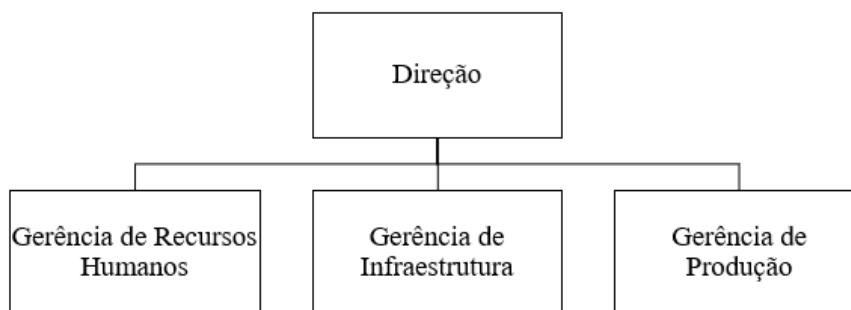 Direção
Gerência de Recursos
Humanos
Gerência de
Infraestrutura
Gerência de
Produção